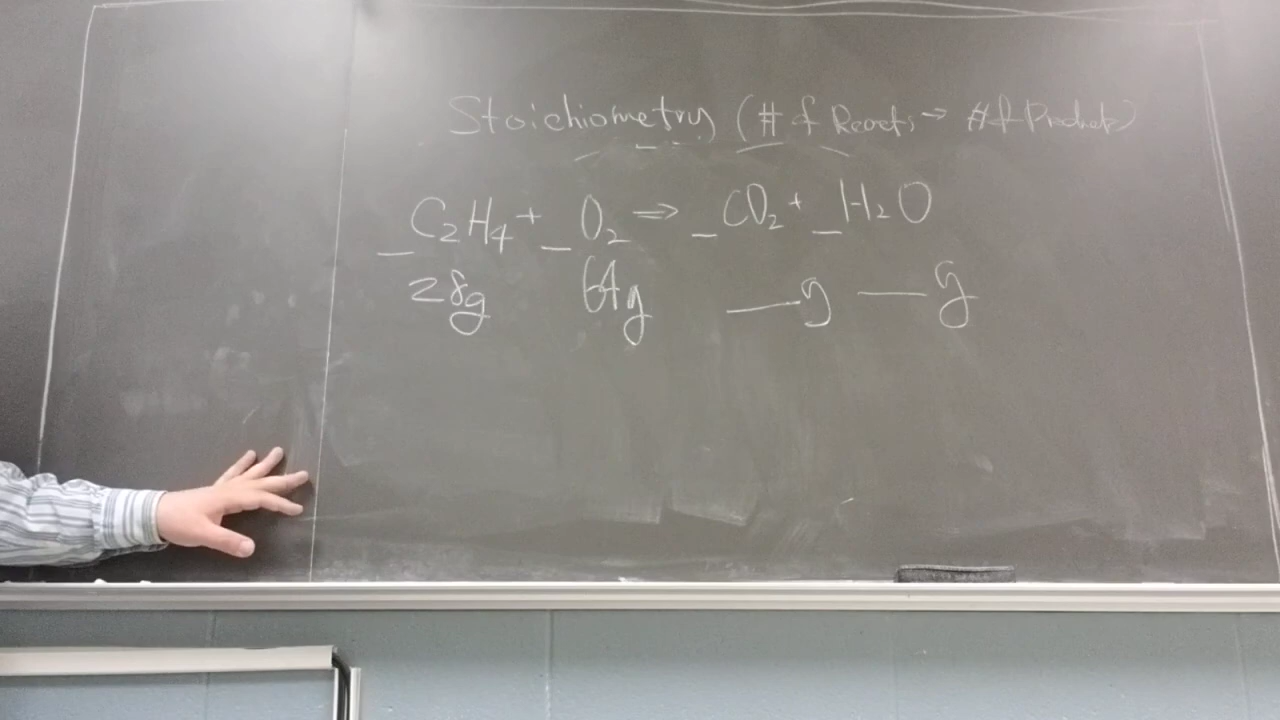 Stoichiometry (# of Reacts → # of Products)
_C₂H₄ + _O₂ ⇒ _CO₂ + _H₂O
28g 64g __g __g